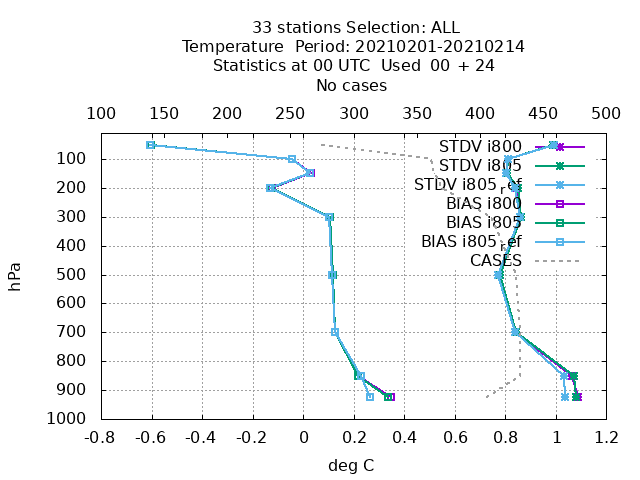 33 stations Selection: ALL
Temperature  Period: 20210201-20210214
Statistics at 00 UTC  Used  00 + 24
No cases
100 150 200 250 300 350 400 450 500
STDV i800
STDV i805
STDV i805ref
BIAS i800
BIAS i805
BIAS i805ref
CASES
hPa
100
200
300
400
500
600
700
800
900
1000
-0.8 -0.6 -0.4 -0.2 0 0.2 0.4 0.6 0.8 1 1.2
deg C